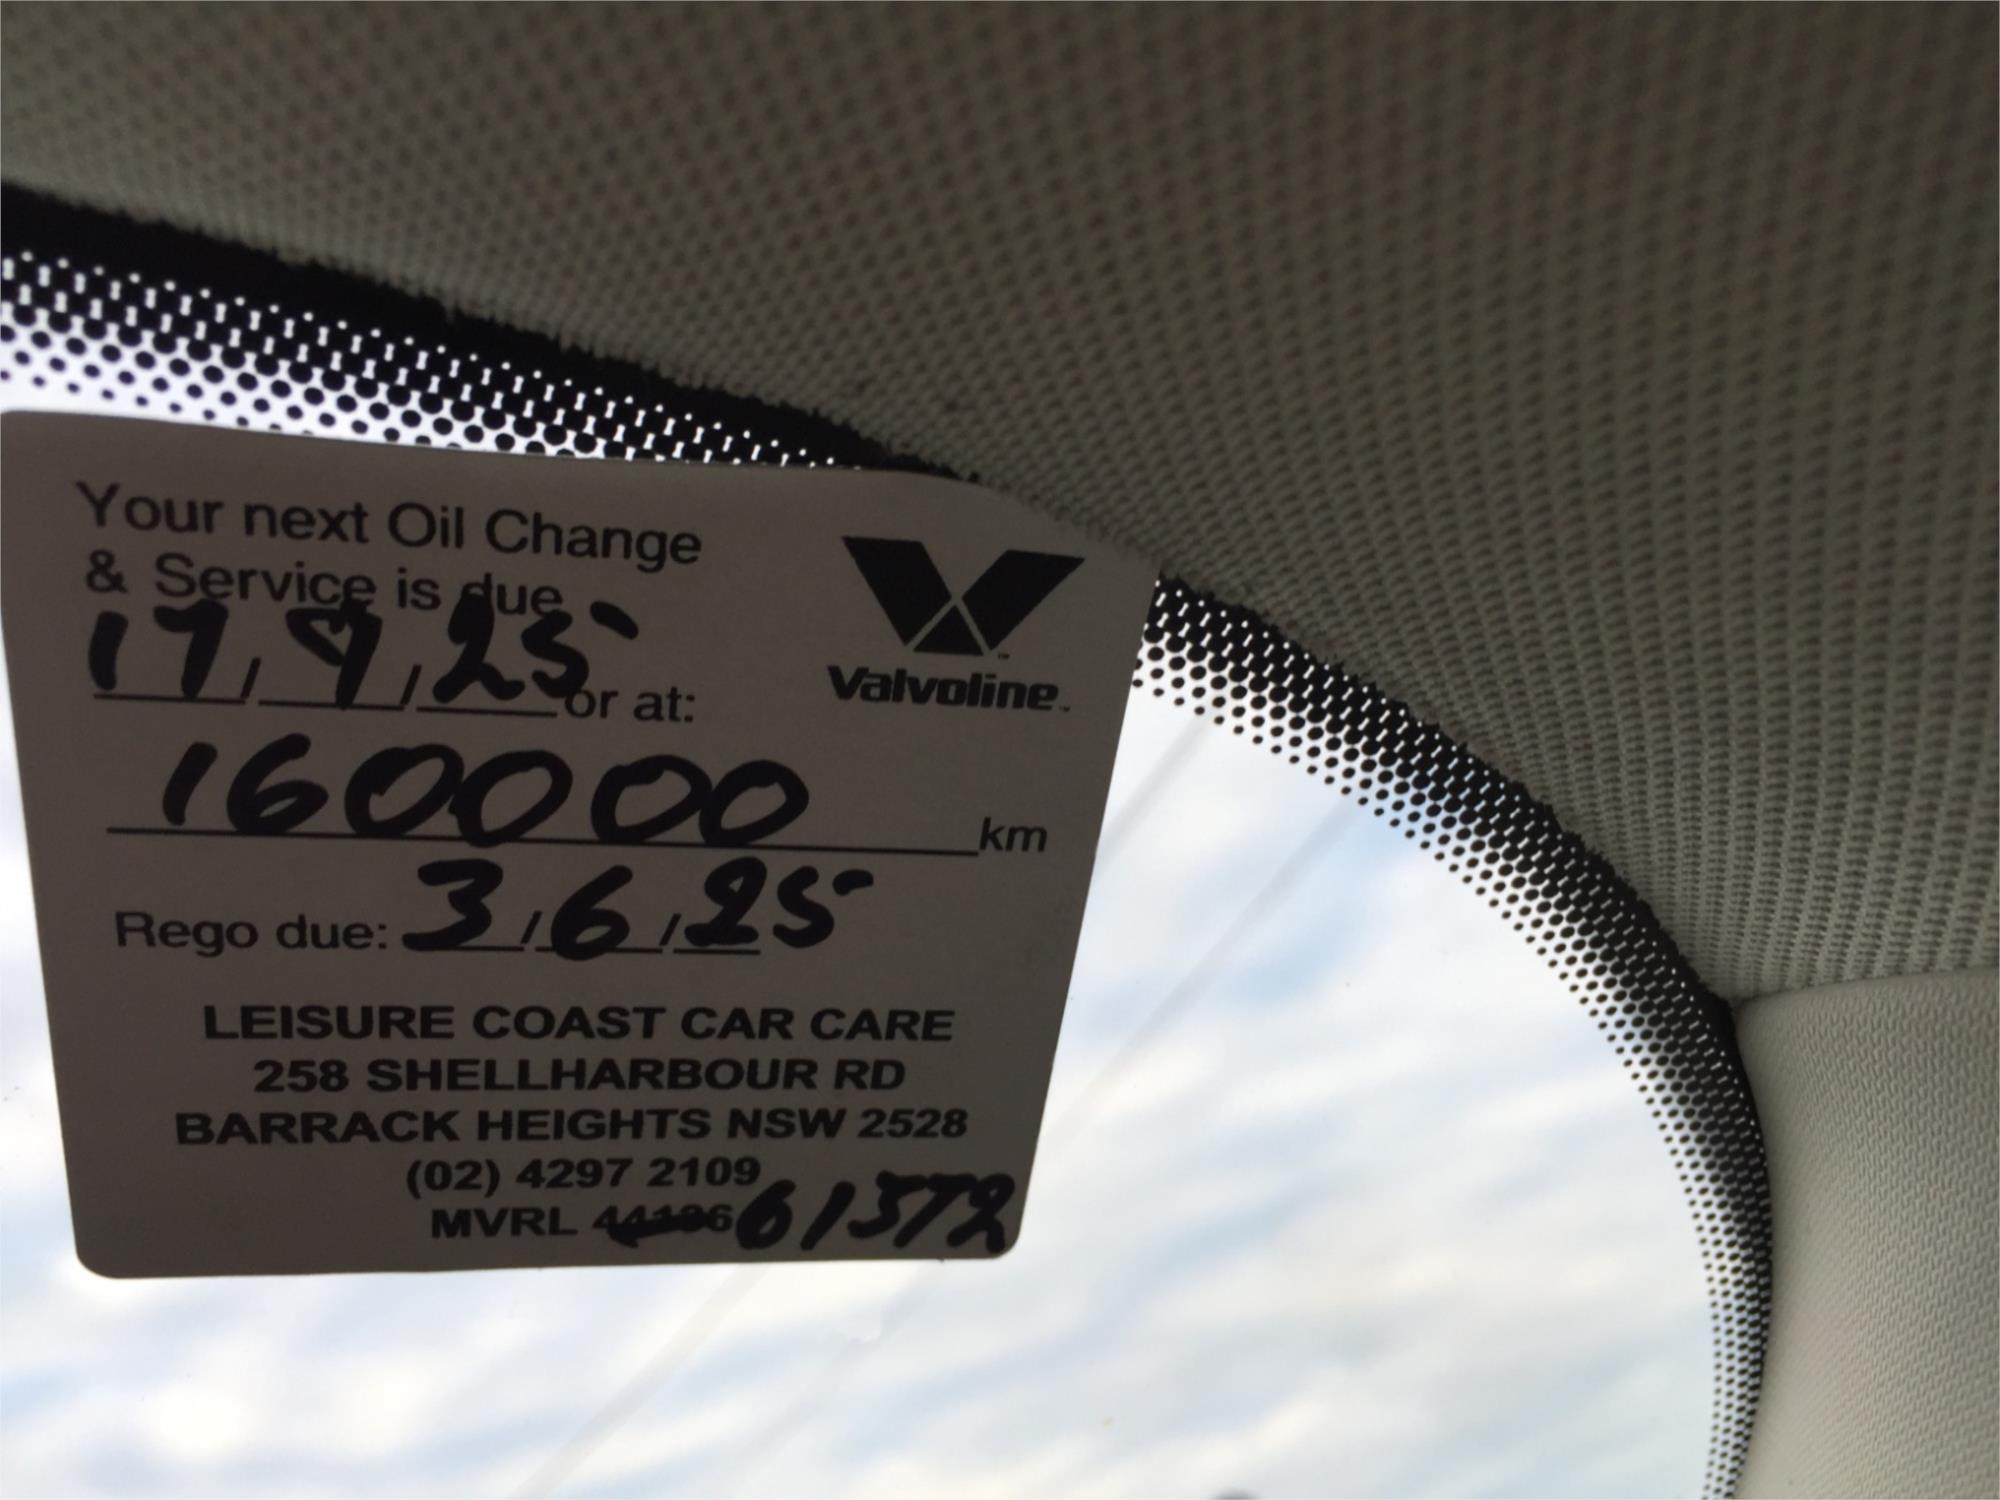 Your next Oil Change
& Service is due
17/9/25 or at:
Valvoline™
160000 km
Rego due: 3/6/25
LEISURE COAST CAR CARE
258 SHELLHARBOUR RD
BARRACK HEIGHTS NSW 2528
(02) 4297 2109
MVRL 61572